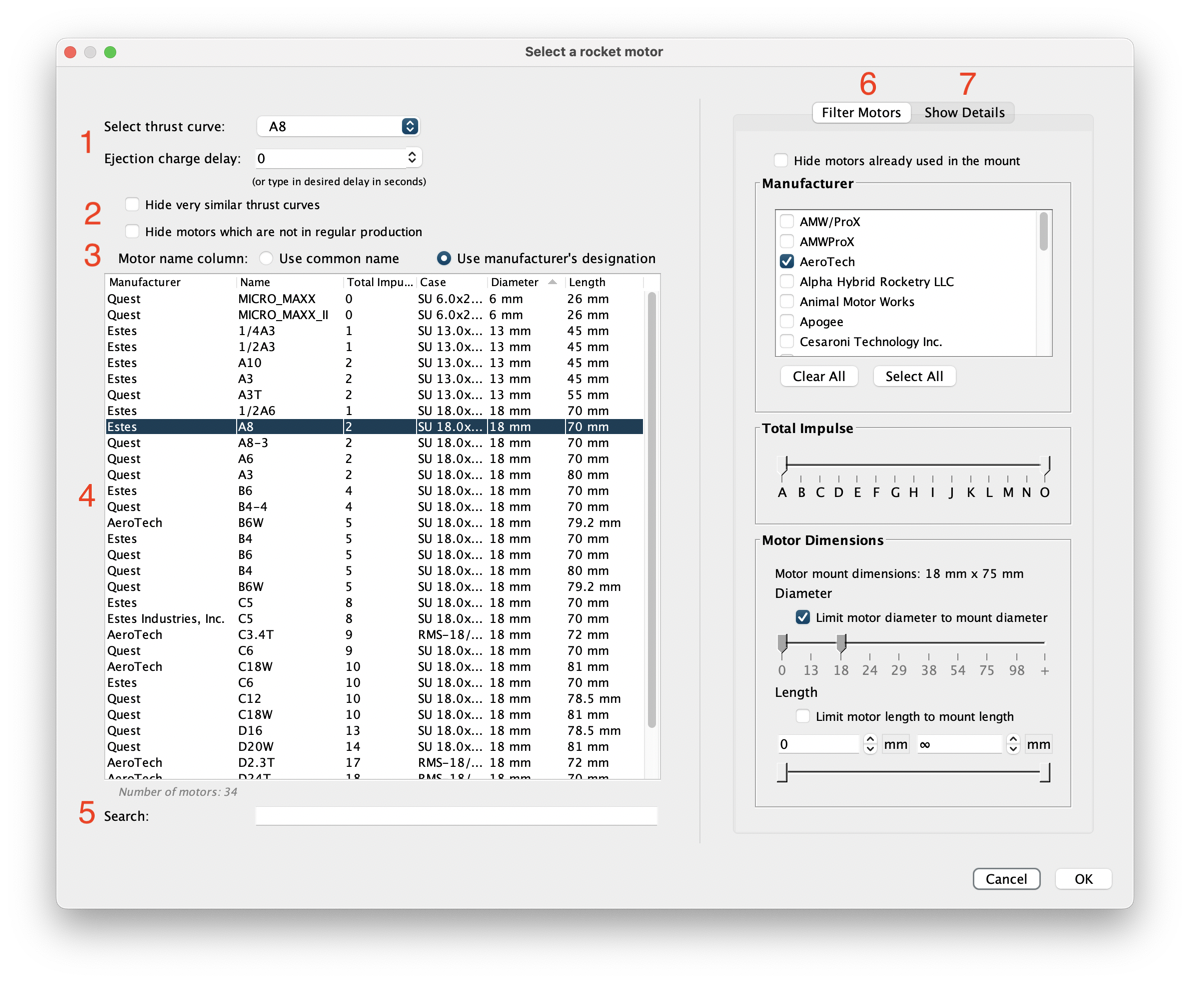 Select a rocket motor
6 7
Filter Motors Show Details
1
Select thrust curve: A8
Ejection charge delay: 0
(or type in desired delay in seconds)
2
Hide very similar thrust curves
Hide motors which are not in regular production
3
Motor name column: Use common name Use manufacturer's designation
4
Manufacturer Name Total Impu... Case Diameter Length
Quest MICRO_MAXX 0 SU 6.0x2... 6 mm 26 mm
Quest MICRO_MAXX_II 0 SU 6.0x2... 6 mm 26 mm
Estes 1/4A3 1 SU 13.0x... 13 mm 45 mm
Estes 1/2A3 1 SU 13.0x... 13 mm 45 mm
Estes A10 2 SU 13.0x... 13 mm 45 mm
Estes A3 2 SU 13.0x... 13 mm 45 mm
Quest A3T 2 SU 13.0x... 13 mm 55 mm
Estes 1/2A6 1 SU 18.0x... 18 mm 70 mm
Estes A8 2 SU 18.0x... 18 mm 70 mm
Quest A8-3 2 SU 18.0x... 18 mm 70 mm
Quest A6 2 SU 18.0x... 18 mm 70 mm
Quest A3 2 SU 18.0x... 18 mm 80 mm
Estes B6 4 SU 18.0x... 18 mm 70 mm
Quest B4-4 4 SU 18.0x... 18 mm 70 mm
AeroTech B6W 5 SU 18.0x... 18 mm 79.2 mm
Estes B4 5 SU 18.0x... 18 mm 70 mm
Quest B6 5 SU 18.0x... 18 mm 70 mm
Quest B4 5 SU 18.0x... 18 mm 80 mm
Quest B6W 5 SU 18.0x... 18 mm 79.2 mm
Estes C5 8 SU 18.0x... 18 mm 70 mm
Estes Industries, Inc. C5 8 SU 18.0x... 18 mm 70 mm
AeroTech C3.4T 9 RMS-18/... 18 mm 72 mm
Quest C6 9 SU 18.0x... 18 mm 70 mm
AeroTech C18W 10 SU 18.0x... 18 mm 81 mm
Estes C6 10 SU 18.0x... 18 mm 70 mm
Quest C12 10 SU 18.0x... 18 mm 78.5 mm
Quest C18W 10 SU 18.0x... 18 mm 81 mm
Quest D16 13 SU 18.0x... 18 mm 78.5 mm
Quest D20W 14 SU 18.0x... 18 mm 81 mm
AeroTech D2.3T 17 RMS-18/... 18 mm 72 mm
AeroTech D24T 18 RMS-18/... 18 mm 70 mm
Number of motors: 34
5
Search:
Hide motors already used in the mount
Manufacturer
AMW/ProX
AMWProX
AeroTech
Alpha Hybrid Rocketry LLC
Animal Motor Works
Apogee
Cesaroni Technology Inc.
Clear All Select All
Total Impulse
A B C D E F G H I J K L M N O
Motor Dimensions
Motor mount dimensions: 18 mm x 75 mm
Diameter
Limit motor diameter to mount diameter
0 13 18 24 29 38 54 75 98 +
Length
Limit motor length to mount length
0 mm ∞ mm
Cancel OK